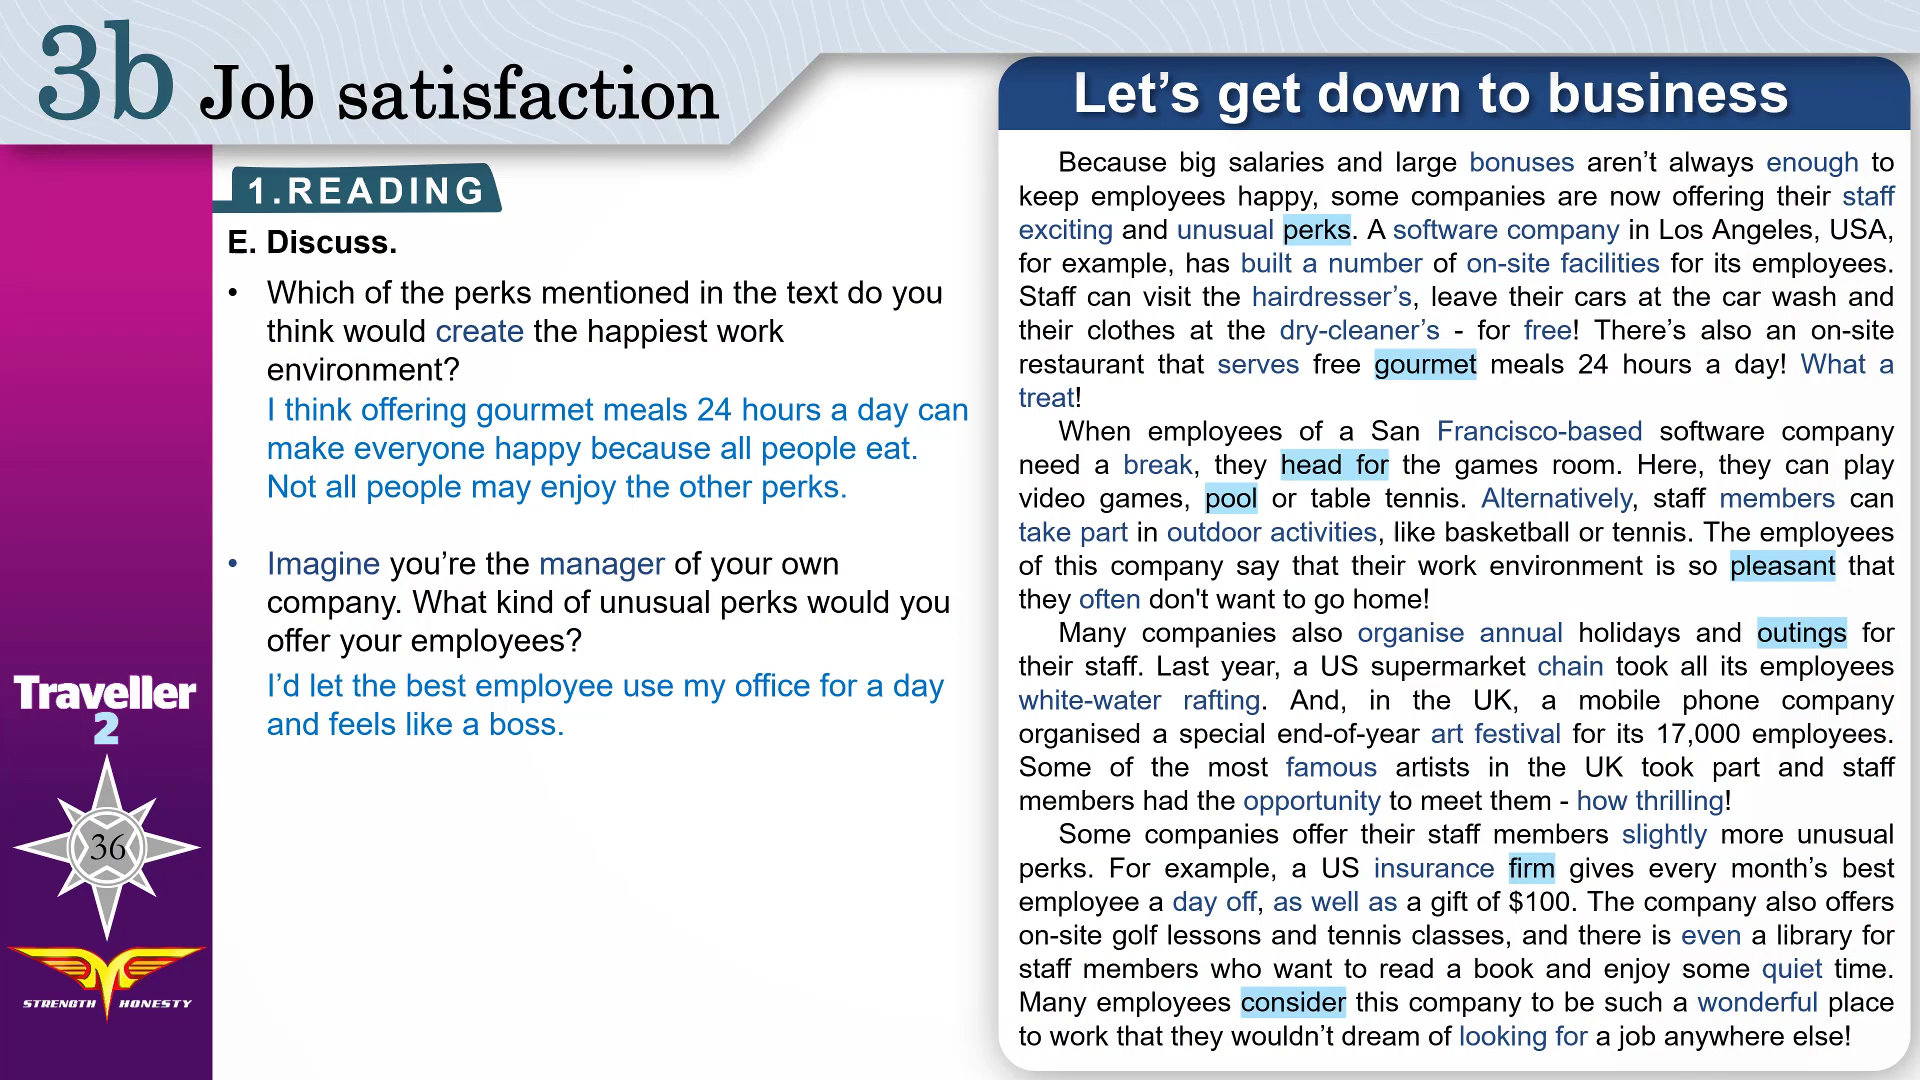 3b Job satisfaction
1.READING
E. Discuss.
• Which of the perks mentioned in the text do you
think would create the happiest work
environment?
I think offering gourmet meals 24 hours a day can
make everyone happy because all people eat.
Not all people may enjoy the other perks.
• Imagine you’re the manager of your own
company. What kind of unusual perks would you
offer your employees?
I’d let the best employee use my office for a day
and feels like a boss.
Traveller
2
36
STRENGTH HONESTY
Let’s get down to business
Because big salaries and large bonuses aren’t always enough to
keep employees happy, some companies are now offering their staff
exciting and unusual perks. A software company in Los Angeles, USA,
for example, has built a number of on-site facilities for its employees.
Staff can visit the hairdresser’s, leave their cars at the car wash and
their clothes at the dry-cleaner’s - for free! There’s also an on-site
restaurant that serves free gourmet meals 24 hours a day! What a
treat!
When employees of a San Francisco-based software company
need a break, they head for the games room. Here, they can play
video games, pool or table tennis. Alternatively, staff members can
take part in outdoor activities, like basketball or tennis. The employees
of this company say that their work environment is so pleasant that
they often don't want to go home!
Many companies also organise annual holidays and outings for
their staff. Last year, a US supermarket chain took all its employees
white-water rafting. And, in the UK, a mobile phone company
organised a special end-of-year art festival for its 17,000 employees.
Some of the most famous artists in the UK took part and staff
members had the opportunity to meet them - how thrilling!
Some companies offer their staff members slightly more unusual
perks. For example, a US insurance firm gives every month’s best
employee a day off, as well as a gift of $100. The company also offers
on-site golf lessons and tennis classes, and there is even a library for
staff members who want to read a book and enjoy some quiet time.
Many employees consider this company to be such a wonderful place
to work that they wouldn’t dream of looking for a job anywhere else!